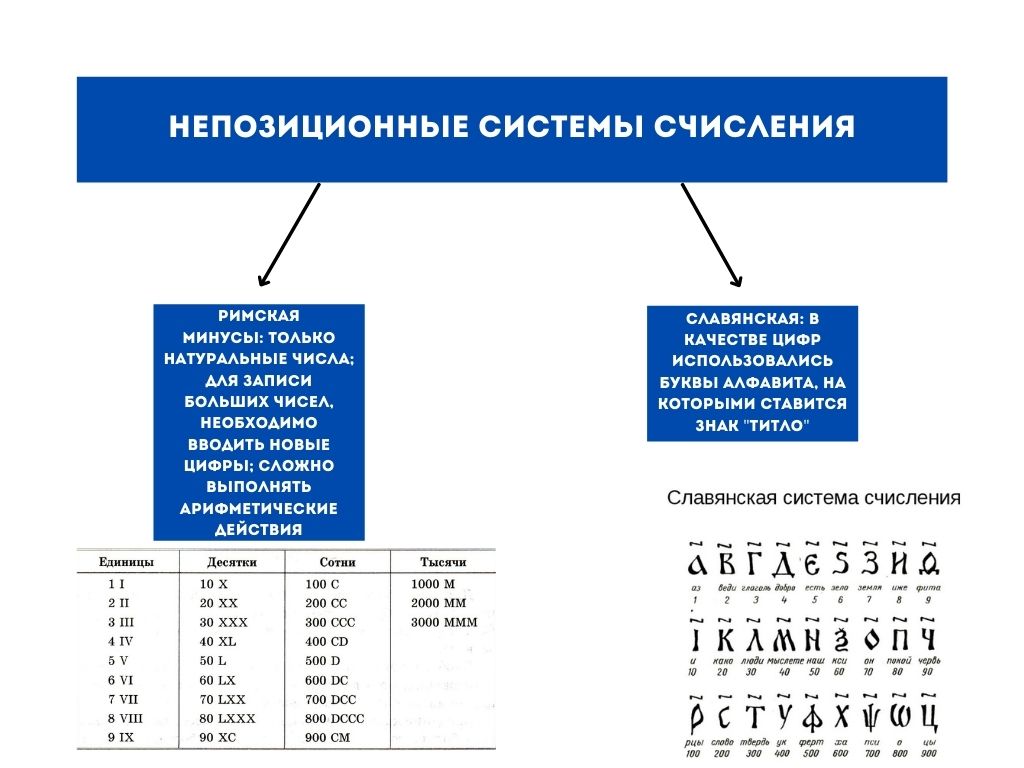 НЕПОЗИЦИОННЫЕ СИСТЕМЫ СЧИСЛЕНИЯ
РИМСКАЯ
МИНУСЫ: ТОЛЬКО
НАТУРАЛЬНЫЕ ЧИСЛА;
ДЛЯ ЗАПИСИ
БОЛЬШИХ ЧИСЕЛ,
НЕОБХОДИМО
ВВОДИТЬ НОВЫЕ
ЦИФРЫ; СЛОЖНО
ВЫПОЛНЯТЬ
АРИФМЕТИЧЕСКИЕ
ДЕЙСТВИЯ
Единицы Десятки Сотни Тысячи
1 I 10 X 100 C 1000 M
2 II 20 XX 200 CC 2000 MM
3 III 30 XXX 300 CCC 3000 MMM
4 IV 40 XL 400 CD
5 V 50 L 500 D
6 VI 60 LX 600 DC
7 VII 70 LXX 700 DCC
8 VIII 80 LXXX 800 DCCC
9 IX 90 XC 900 CM
СЛАВЯНСКАЯ: В
КАЧЕСТВЕ ЦИФР
ИСПОЛЬЗОВАЛИСЬ
БУКВЫ АЛФАВИТА, НА
КОТОРЫМИ СТАВИТСЯ
ЗНАК "ТИТЛО"
Славянская система счисления
А҃ В҃ Г҃ Д҃ Є҃ Ѕ҃ З҃ И҃ Ѳ҃
аз веди глаголь добро есть зело земля иже фита
1 2 3 4 5 6 7 8 9
І҃ К҃ Л҃ М҃ Н҃ Ѯ҃ О҃ П҃ Ч҃
и како люди мыслете наш кси он покой червь
10 20 30 40 50 60 70 80 90
Р҃ С҃ Т҃ У҃ Ф҃ Х҃ Ѱ҃ Ѡ҃ Ц҃
рцы слово твердь ук ферт ха пси о цы
100 200 300 400 500 600 700 800 900